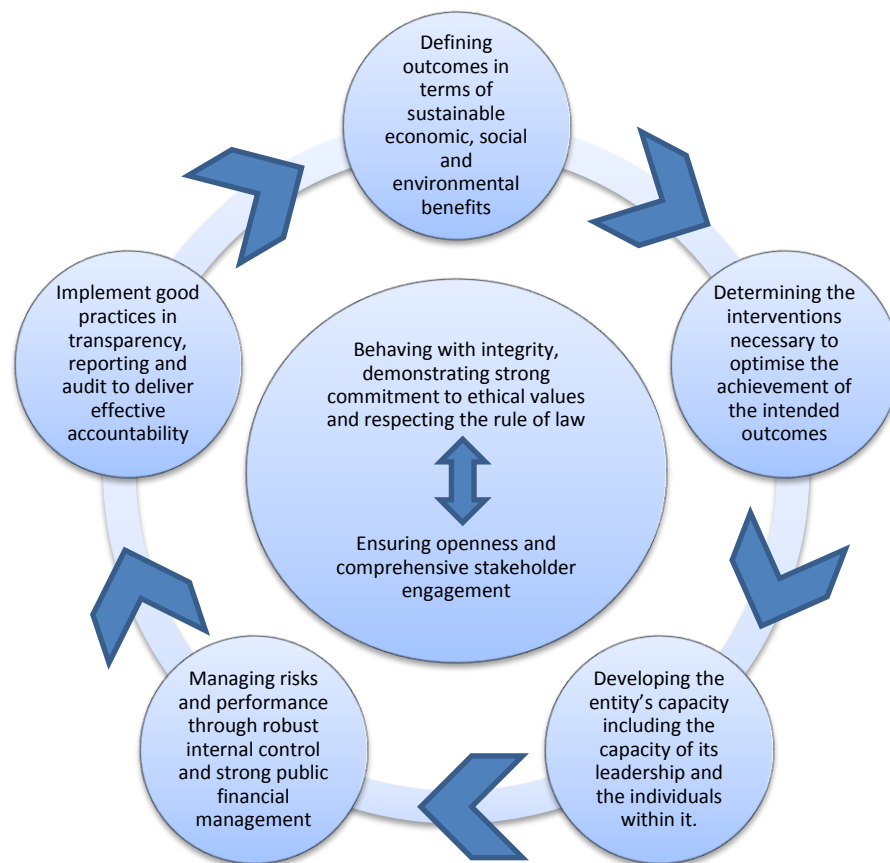 Defining
outcomes in
terms of
sustainable
economic, social
and
environmental
benefits
Determining the
interventions
necessary to
optimise the
achievement of
the intended
outcomes
Developing the
entity’s capacity
including the
capacity of its
leadership and
the individuals
within it.
Managing risks
and performance
through robust
internal control
and strong public
financial
management
Implement good
practices in
transparency,
reporting and
audit to deliver
effective
accountability
Behaving with integrity,
demonstrating strong
commitment to ethical values
and respecting the rule of law
Ensuring openness and
comprehensive stakeholder
engagement